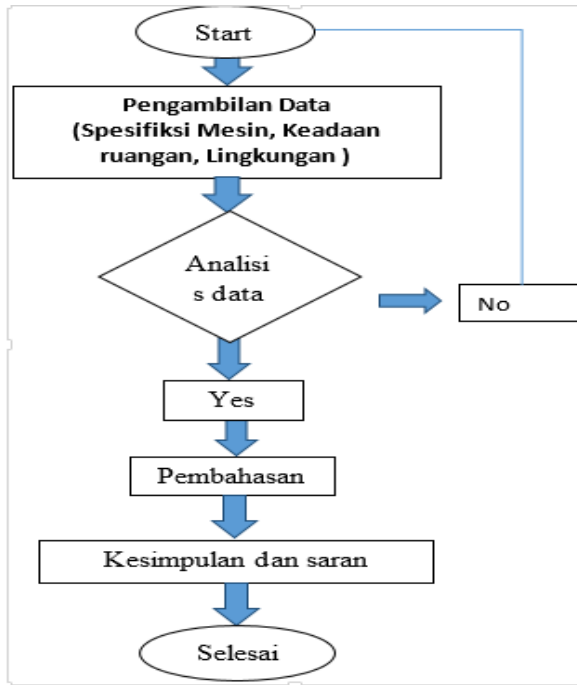 Start
Pengambilan Data
(Spesifiksi Mesin, Keadaan
ruangan, Lingkungan )
Analisi
s data
No
Yes
Pembahasan
Kesimpulan dan saran
Selesai